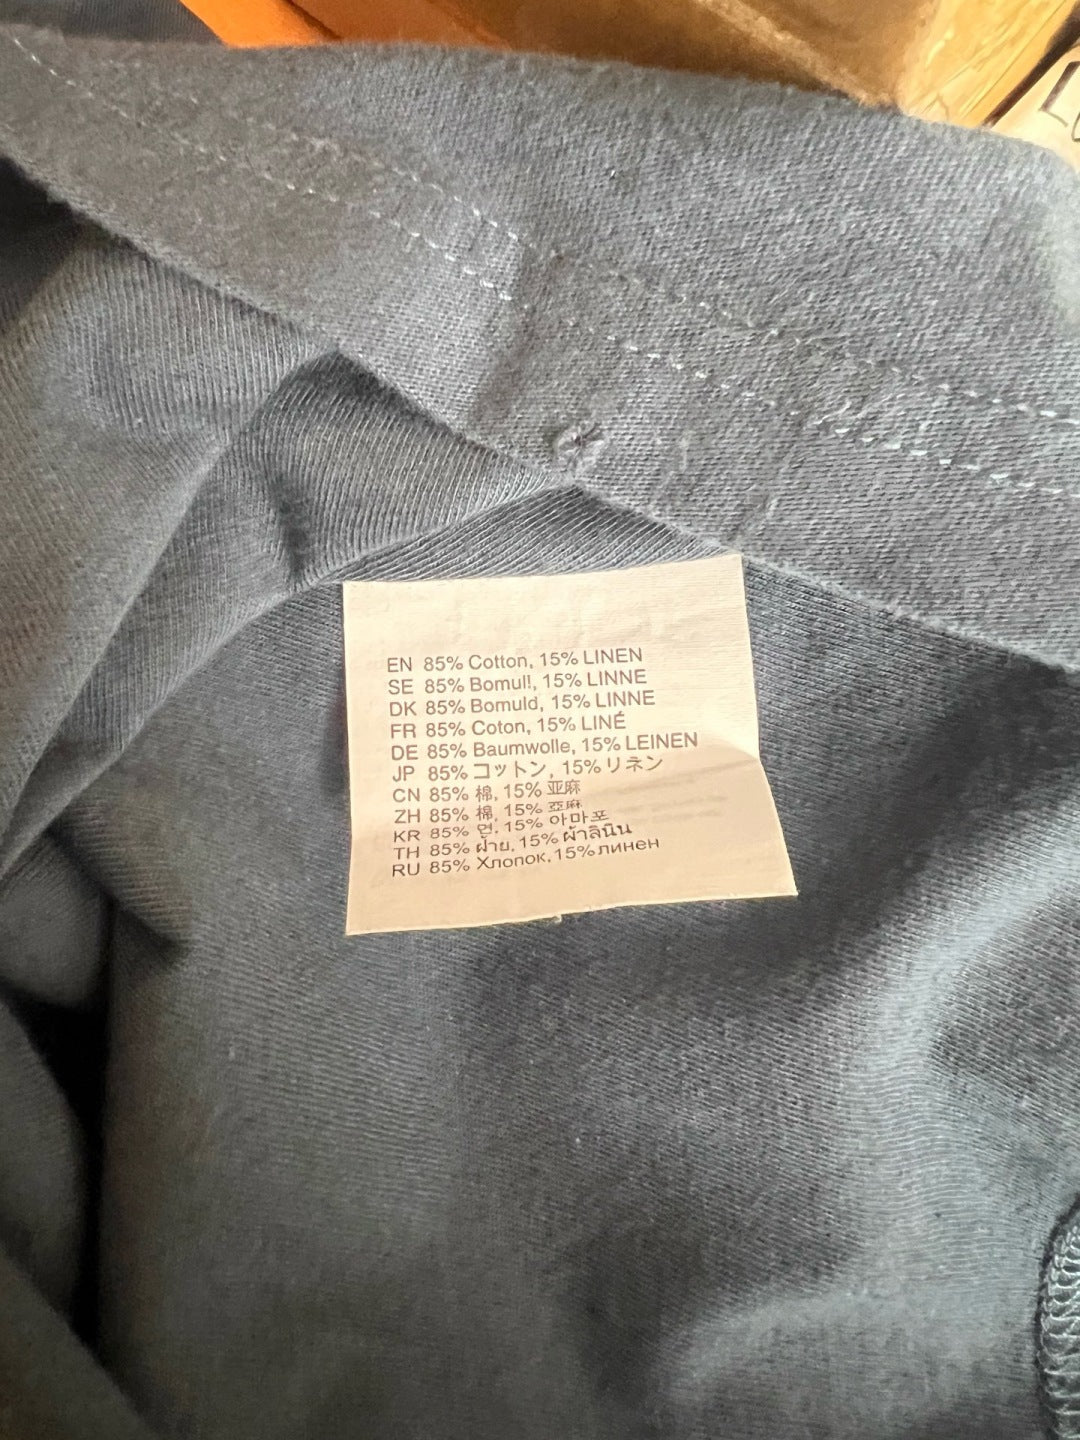 EN 85% Cotton, 15% LINEN
SE 85% Bomull, 15% LINNE
DK 85% Bomuld, 15% LINNE
FR 85% Coton, 15% LINÉ
DE 85% Baumwolle, 15% LEINEN
JP 85% コットン, 15% リネン
CN 85% 棉, 15% 亚麻
ZH 85% 棉, 15% 亞麻
KR 85% 면, 15% 아마포
TH 85% ฝ้าย, 15% ผ้าลินิน
RU 85% Хлопок, 15% линен